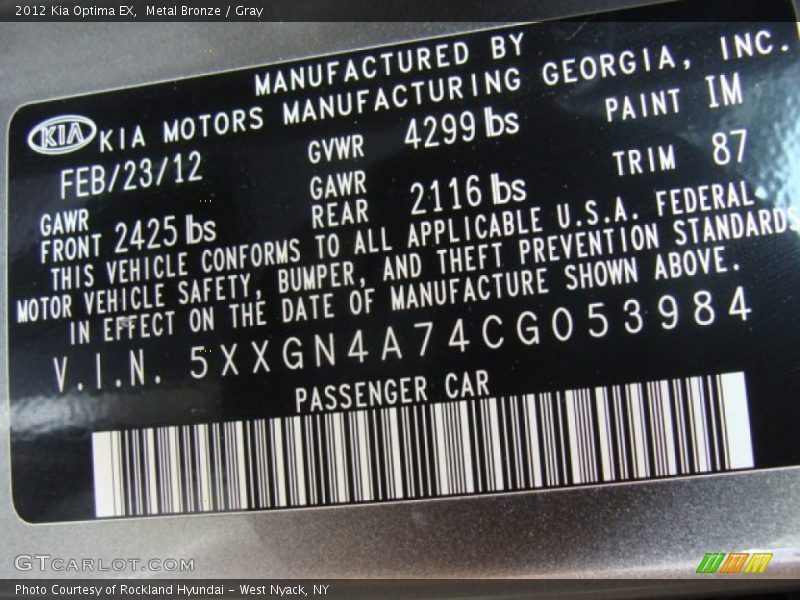 2012 Kia Optima EX,  Metal Bronze / Gray
MANUFACTURED BY
KIA KIA MOTORS MANUFACTURING GEORGIA, INC.
FEB/23/12 GVWR 4299 lbs PAINT IM
GAWR FRONT 2425 lbs GAWR REAR 2116 lbs TRIM 87
THIS VEHICLE CONFORMS TO ALL APPLICABLE U.S.A. FEDERAL
MOTOR VEHICLE SAFETY, BUMPER, AND THEFT PREVENTION STANDARDS
IN EFFECT ON THE DATE OF MANUFACTURE SHOWN ABOVE.
V.I.N. 5XXGN4A74CG053984
PASSENGER CAR
GTCARLOT.COM
Photo Courtesy of Rockland Hyundai - West Nyack, NY